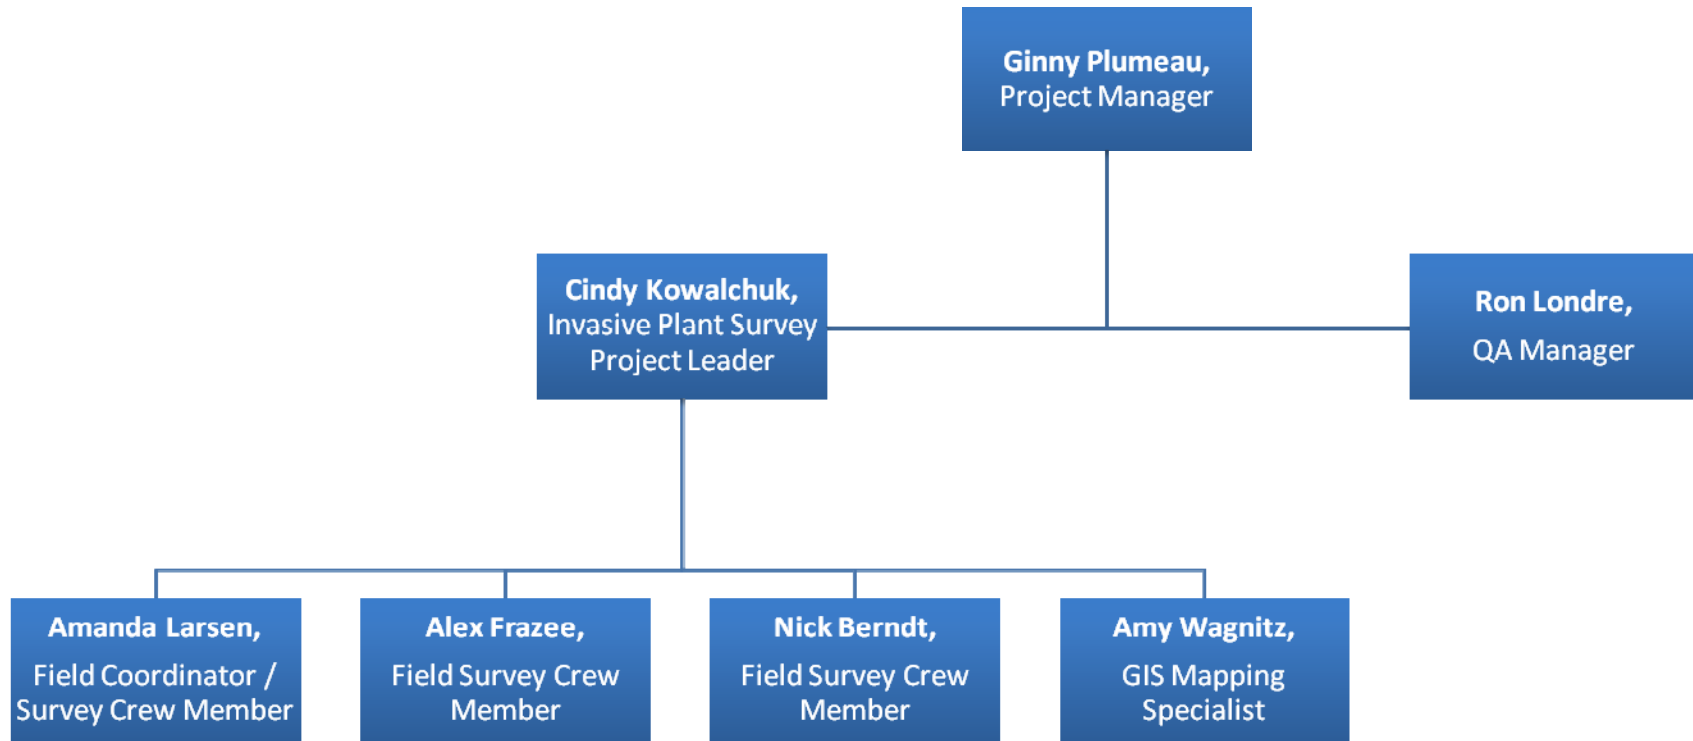 Ginny Plumeau,
Project Manager
Cindy Kowalchuk,
Invasive Plant Survey
Project Leader
Ron Londre,
QA Manager
Amanda Larsen,
Field Coordinator /
Survey Crew Member
Alex Frazee,
Field Survey Crew
Member
Nick Berndt,
Field Survey Crew
Member
Amy Wagnitz,
GIS Mapping
Specialist